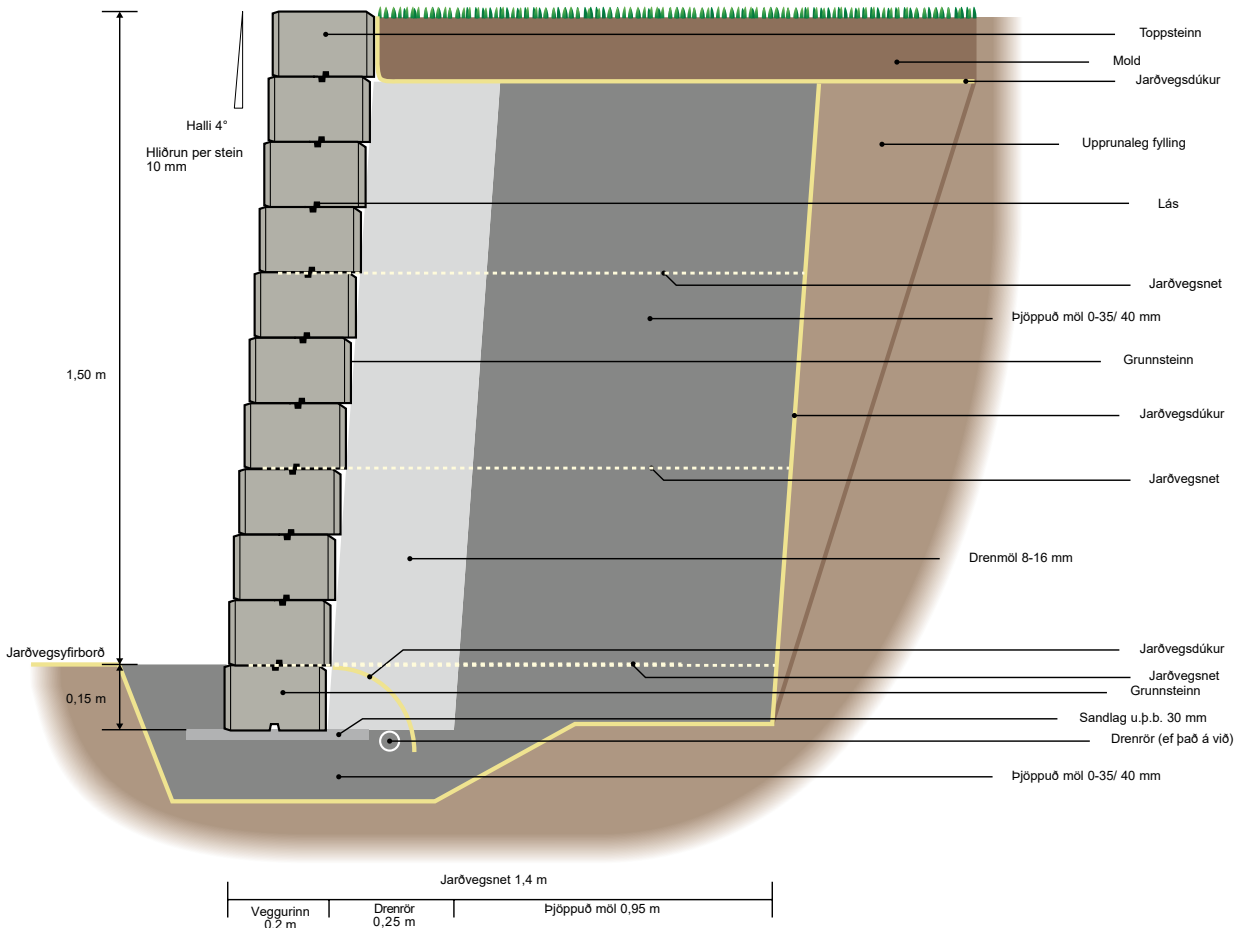 Toppsteinn
Mold
Jarðvegsdúkur
Halli 4°
Hliðrun per stein
10 mm
Upprunaleg fylling
Lás
Jarðvegsnet
Þjöppuð möl 0-35/ 40 mm
Grunnsteinn
1,50 m
Jarðvegsdúkur
Jarðvegsnet
Drenmöl 8-16 mm
Jarðvegsyfirborð
Jarðvegsdúkur
Jarðvegsnet
Grunnsteinn
0,15 m
Sandlag u.þ.b. 30 mm
Drenrör (ef það á við)
Þjöppuð möl 0-35/ 40 mm
Jarðvegsnet 1,4 m
Veggurinn
0,2 m
Drenrör
0,25 m
Þjöppuð möl 0,95 m